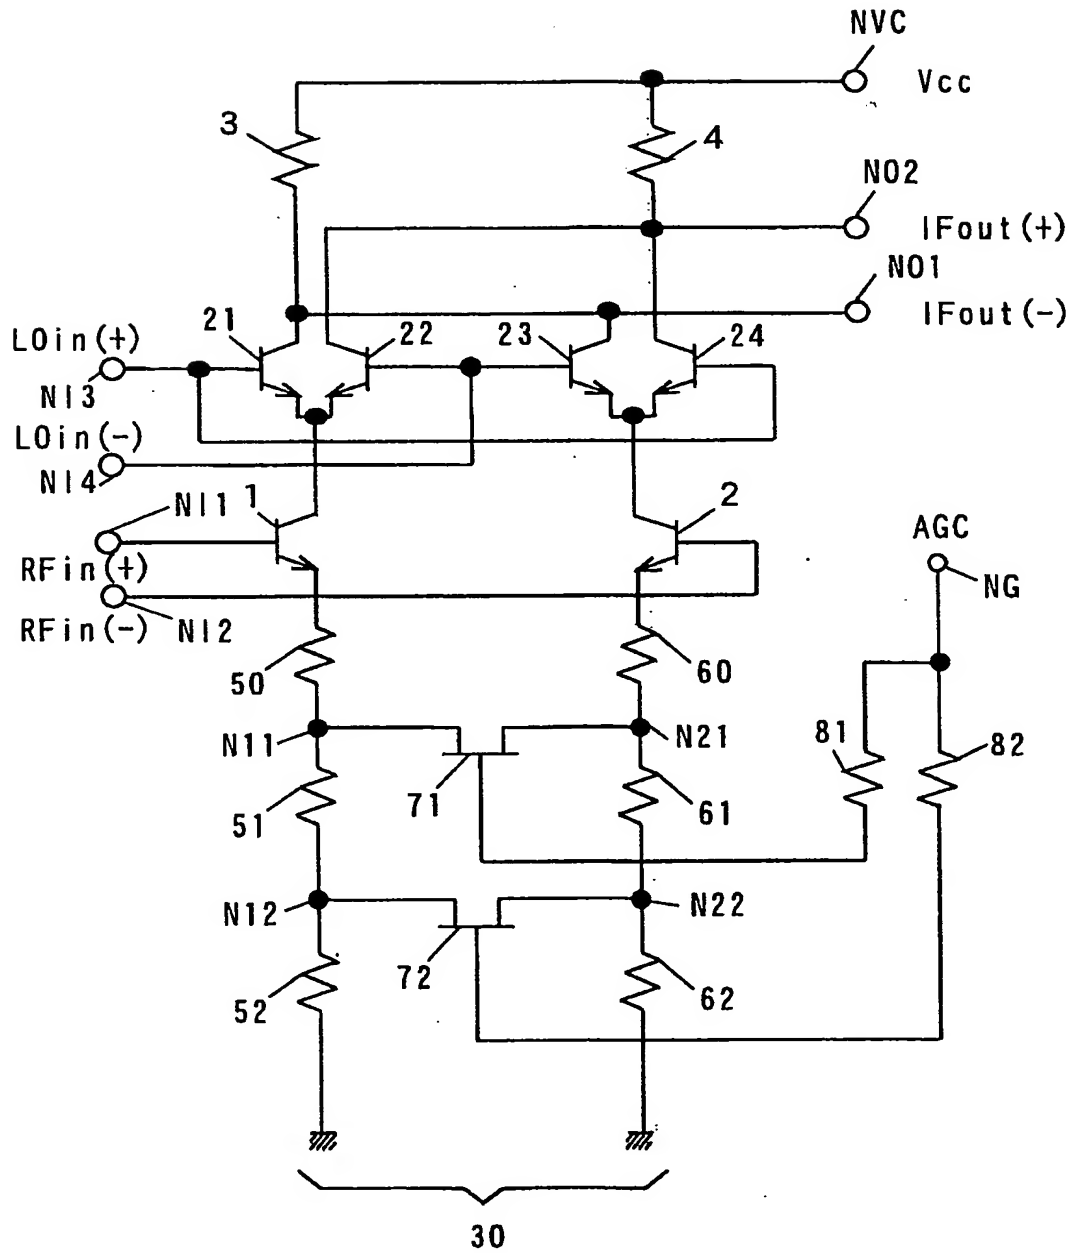 NVC
Vcc
3
4
NO2
IFout(+)
NO1
IFout(-)
21
22
23
24
LOin(+)
NI3
LOin(-)
NI4
NI1
1
2
RFin(+)
RFin(-)
NI2
AGC
NG
50
60
N11
N21
71
81
82
51
61
N12
N22
72
52
62
30